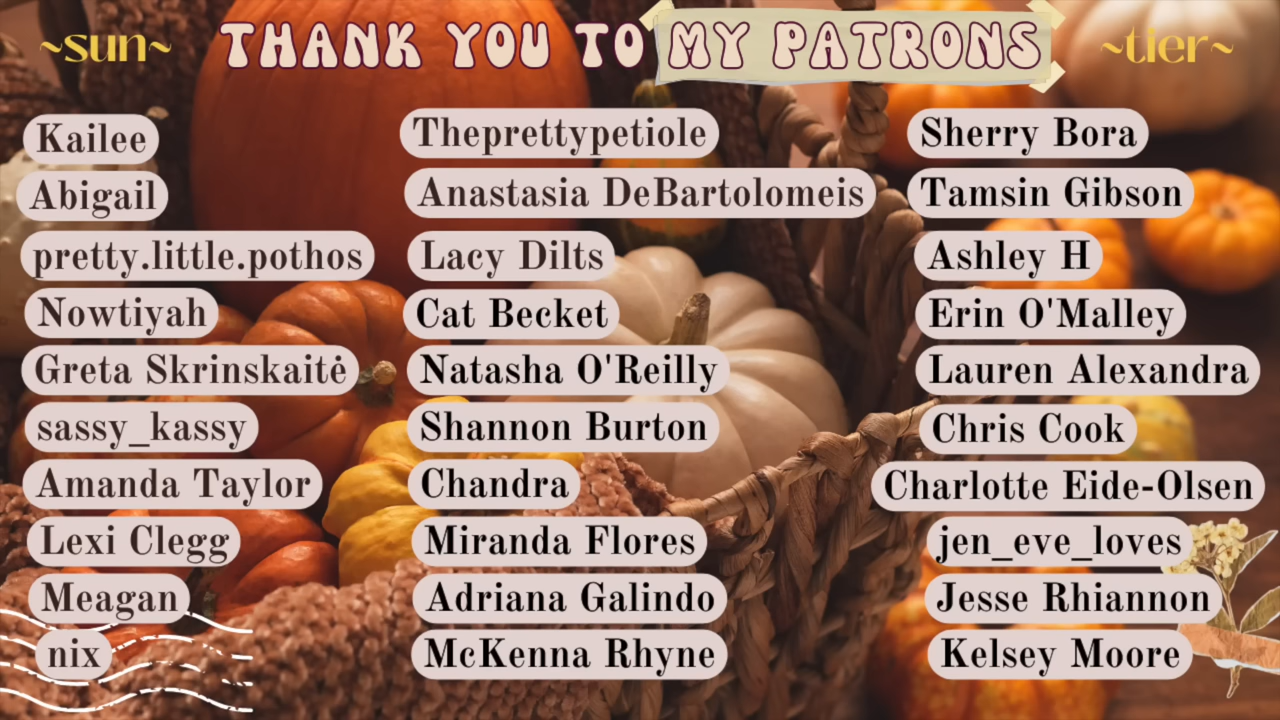 ~sun~ THANK YOU TO MY PATRONS ~tier~
Kailee
Abigail
pretty.little.pothos
Nowtiyah
Greta Skrinskaitė
sassy_kassy
Amanda Taylor
Lexi Clegg
Meagan
nix
Theprettypetiole
Anastasia DeBartolomeis
Lacy Dilts
Cat Becket
Natasha O'Reilly
Shannon Burton
Chandra
Miranda Flores
Adriana Galindo
McKenna Rhyne
Sherry Bora
Tamsin Gibson
Ashley H
Erin O'Malley
Lauren Alexandra
Chris Cook
Charlotte Eide-Olsen
jen_eve_loves
Jesse Rhiannon
Kelsey Moore